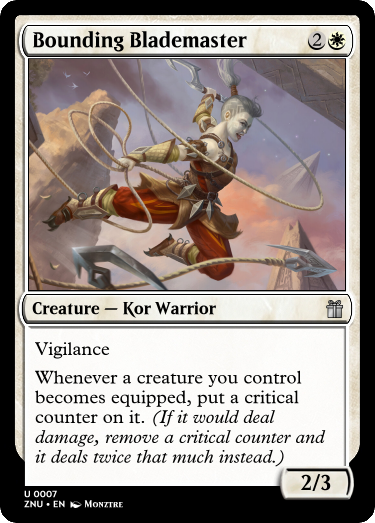 Bounding Blademaster 2
Creature — Kor Warrior
Vigilance
Whenever a creature you control
becomes equipped, put a critical
counter on it. (If it would deal
damage, remove a critical counter and
it deals twice that much instead.)
2/3
U 0007
ZNU • EN Monztre